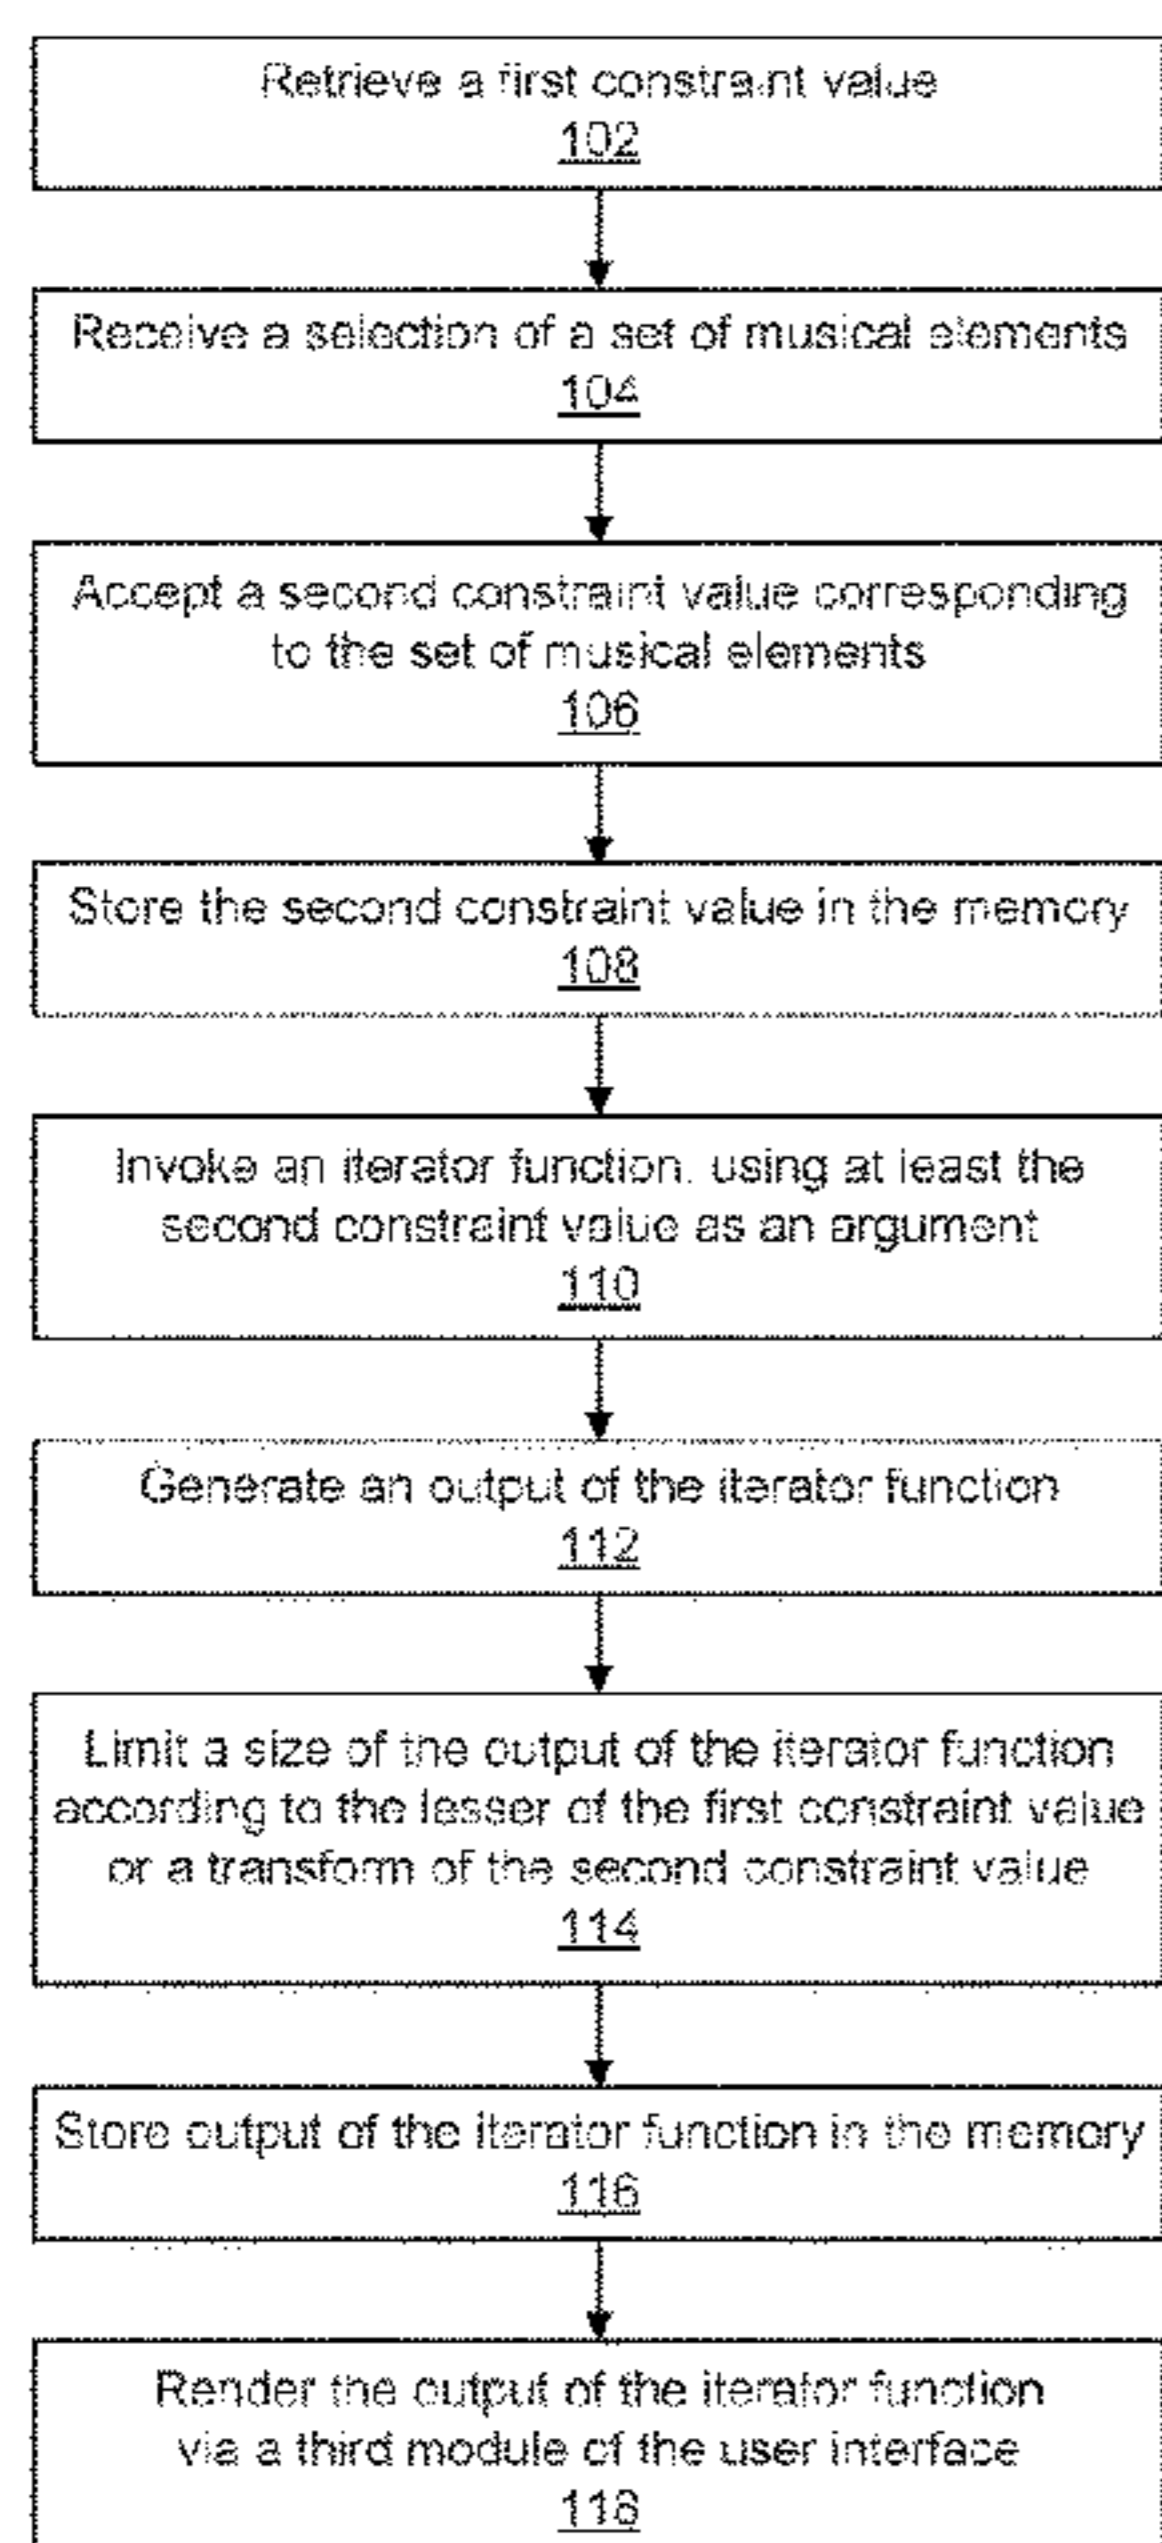 Retrieve a first constraint value
102
Receive a selection of a set of musical elements
104
Accept a second constraint value corresponding
to the set of musical elements
106
Store the second constraint value in the memory
108
Invoke an iterator function, using at least the
second constraint value as an argument
110
Generate an output of the iterator function
112
Limit a size of the output of the iterator function
according to the lesser of the first constraint value
or a transform of the second constraint value
114
Store output of the iterator function in the memory
116
Render the output of the iterator function
via a third module of the user interface
118